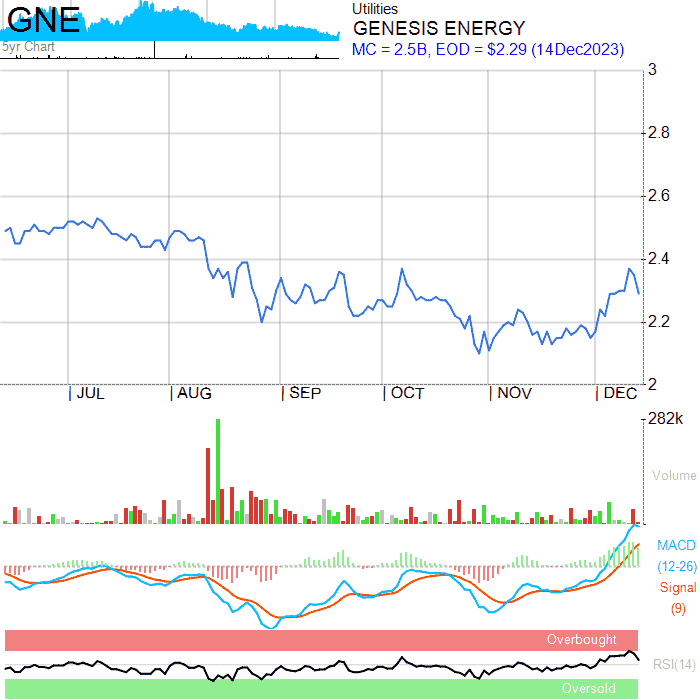 GNE
5yr Chart
Utilities
GENESIS ENERGY
MC = 2.5B, EOD = $2.29 (14Dec2023)
3
2.8
2.6
2.4
2.2
2
JUL AUG SEP OCT NOV DEC
282k
Volume
MACD
(12-26)
Signal
(9)
Overbought
RSI(14)
Oversold